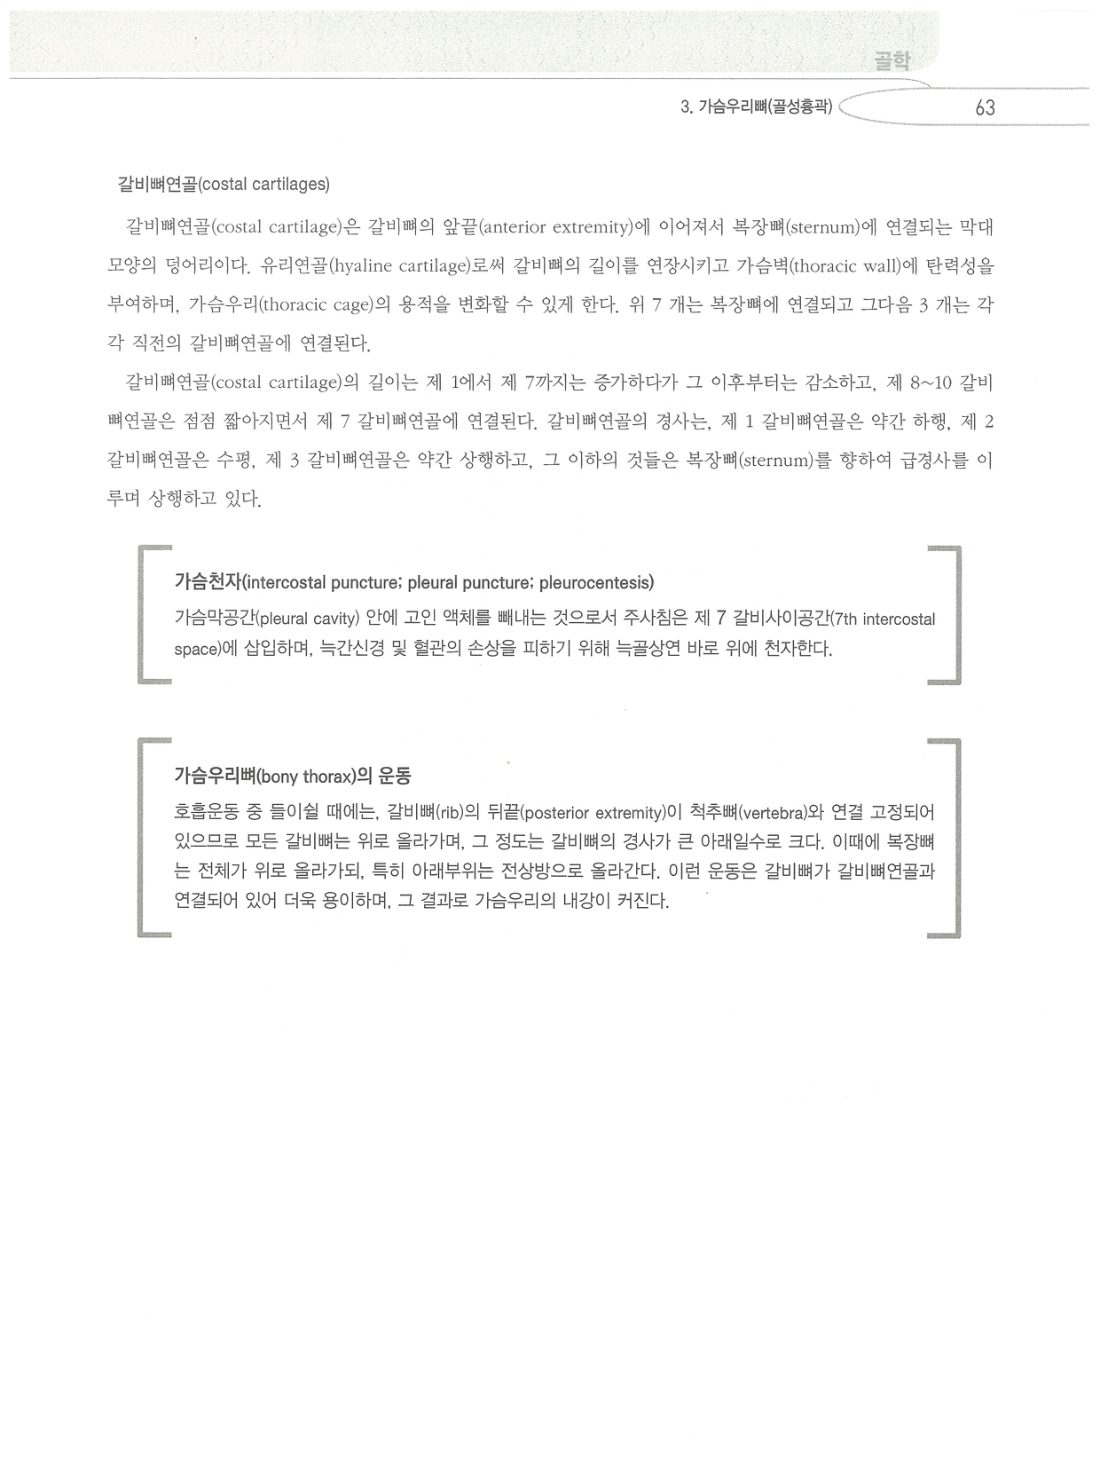 골학
3. 가슴우리뼈(골성흉곽)
63
갈비뼈연골(costal cartilages)
갈비뼈연골(costal cartilage)은 갈비뼈의 앞끝(anterior extremity)에 이어져서 복장뼈(sternum)에 연결되는 막대
모양의 덩어리이다. 유리연골(hyaline cartilage)로써 갈비뼈의 길이를 연장시키고 가슴벽(thoracic wall)에 탄력성을
부여하며, 가슴우리(thoracic cage)의 용적을 변화할 수 있게 한다. 위 7 개는 복장뼈에 연결되고 그다음 3 개는 각
각 직전의 갈비뼈연골에 연결된다.
갈비뼈연골(costal cartilage)의 길이는 제 1에서 제 7까지는 증가하다가 그 이후부터는 감소하고, 제 8~10 갈비
뼈연골은 점점 짧아지면서 제 7 갈비뼈연골에 연결된다. 갈비뼈연골의 경사는, 제 1 갈비뼈연골은 약간 하행, 제 2
갈비뼈연골은 수평, 제 3 갈비뼈연골은 약간 상행하고, 그 이하의 것들은 복장뼈(sternum)를 향하여 급경사를 이
루며 상행하고 있다.
가슴천자(intercostal puncture; pleural puncture; pleurocentesis)
가슴막공간(pleural cavity) 안에 고인 액체를 빼내는 것으로서 주사침은 제 7 갈비사이공간(7th intercostal
space)에 삽입하며, 늑간신경 및 혈관의 손상을 피하기 위해 늑골상연 바로 위에 천자한다.
가슴우리뼈(bony thorax)의 운동
호흡운동 중 들이쉴 때에는, 갈비뼈(rib)의 뒤끝(posterior extremity)이 척추뼈(vertebra)와 연결 고정되어
있으므로 모든 갈비뼈는 위로 올라가며, 그 정도는 갈비뼈의 경사가 큰 아래일수로 크다. 이때에 복장뼈
는 전체가 위로 올라가되, 특히 아래부위는 전상방으로 올라간다. 이런 운동은 갈비뼈가 갈비뼈연골과
연결되어 있어 더욱 용이하며, 그 결과로 가슴우리의 내강이 커진다.